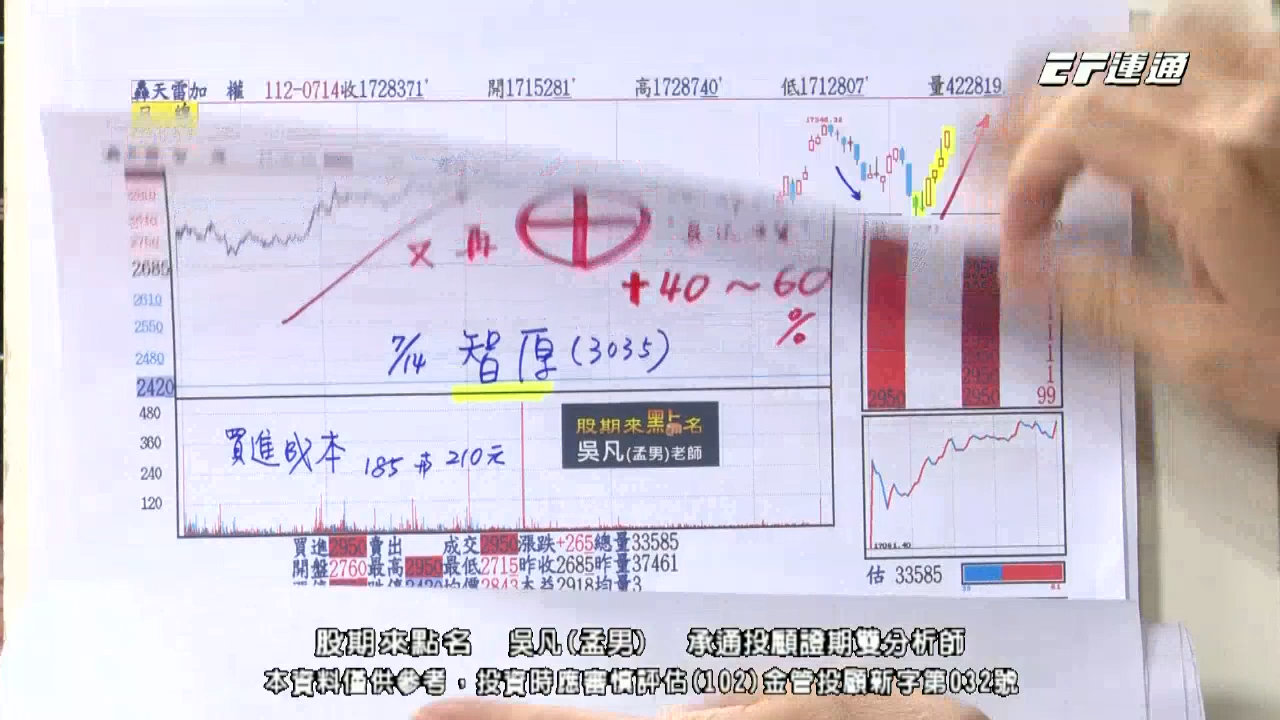 EF運通
轟天雷加 權 112-0714收1728371' 開1715281' 高1728740' 低1712807' 量422819
日 線
17346.32
2685
2610
2550
2480
2420
+40~60
%
7/14 智原(3035)
480
360
240
120
買進成本 185 210元
股期來點名
吳凡(孟男)老師
2950 2950 99
17061.40
買進2950賣出 成交2950漲跌+265總量33585
開盤2760最高2950最低2715昨收2685昨量37461
估 33585
股期來點名 吳凡(孟男) 承通投顧證期雙分析師
本資料僅供參考，投資時應審慎評估(102)金管投顧新字第032號